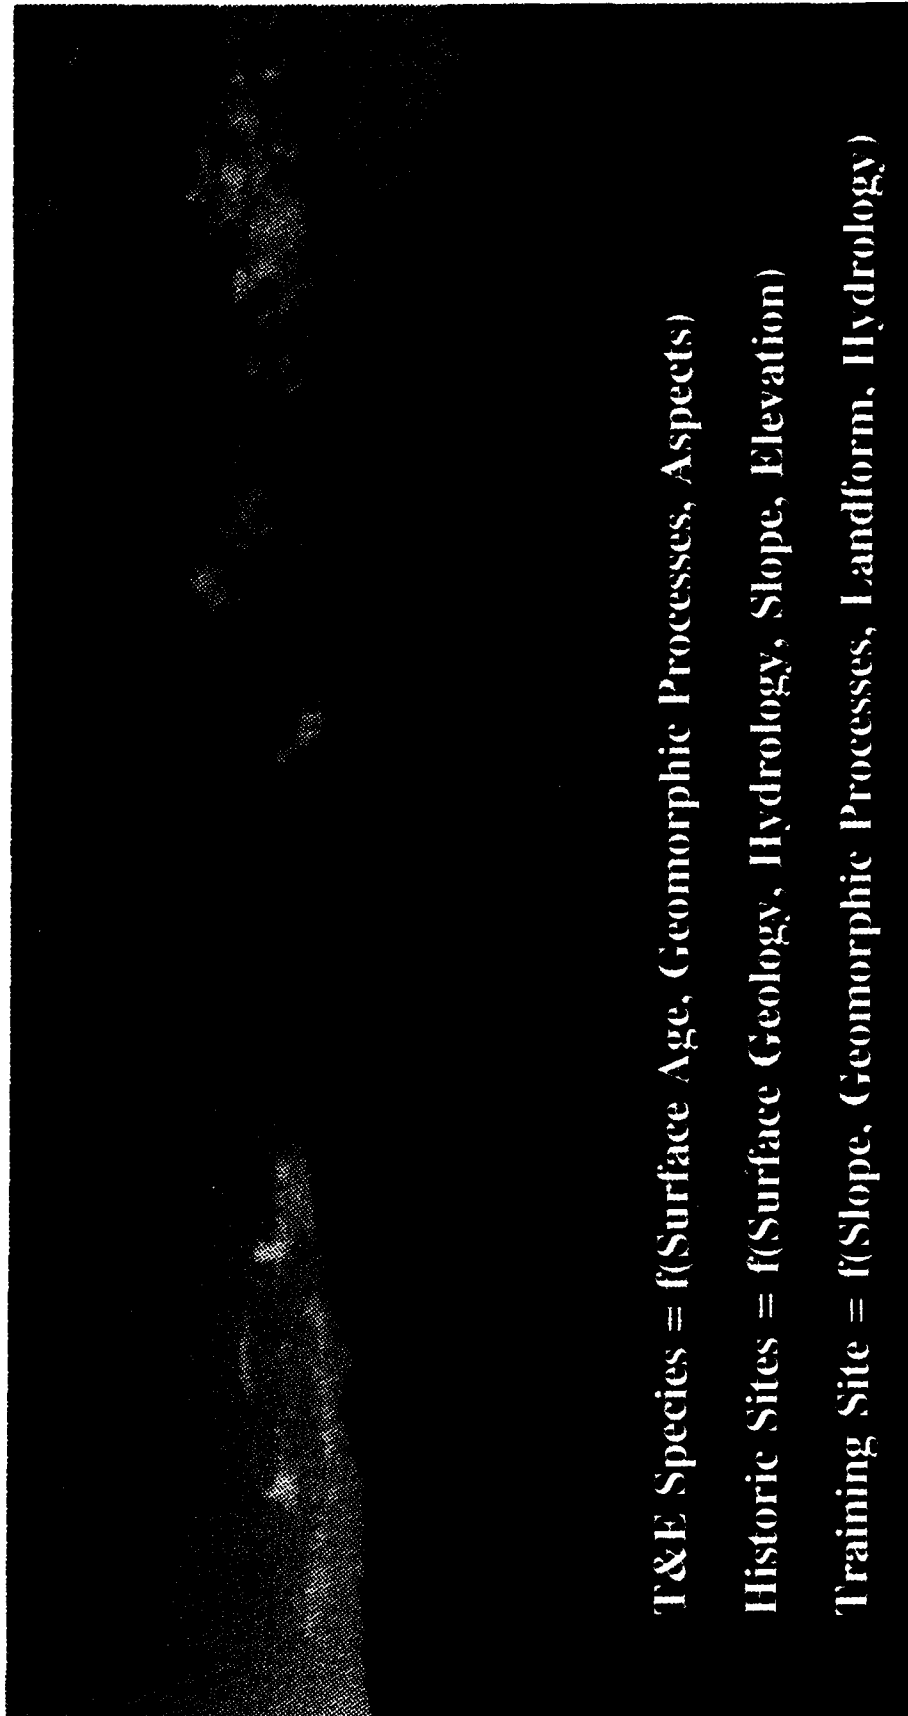 T&E Species = f(Surface Age, Geomorphic Processes, Aspects)
Historic Sites = f(Surface Geology, Hydrology, Slope, Elevation)
Training Site = f(Slope, Geomorphic Processes, Landform, Hydrology)